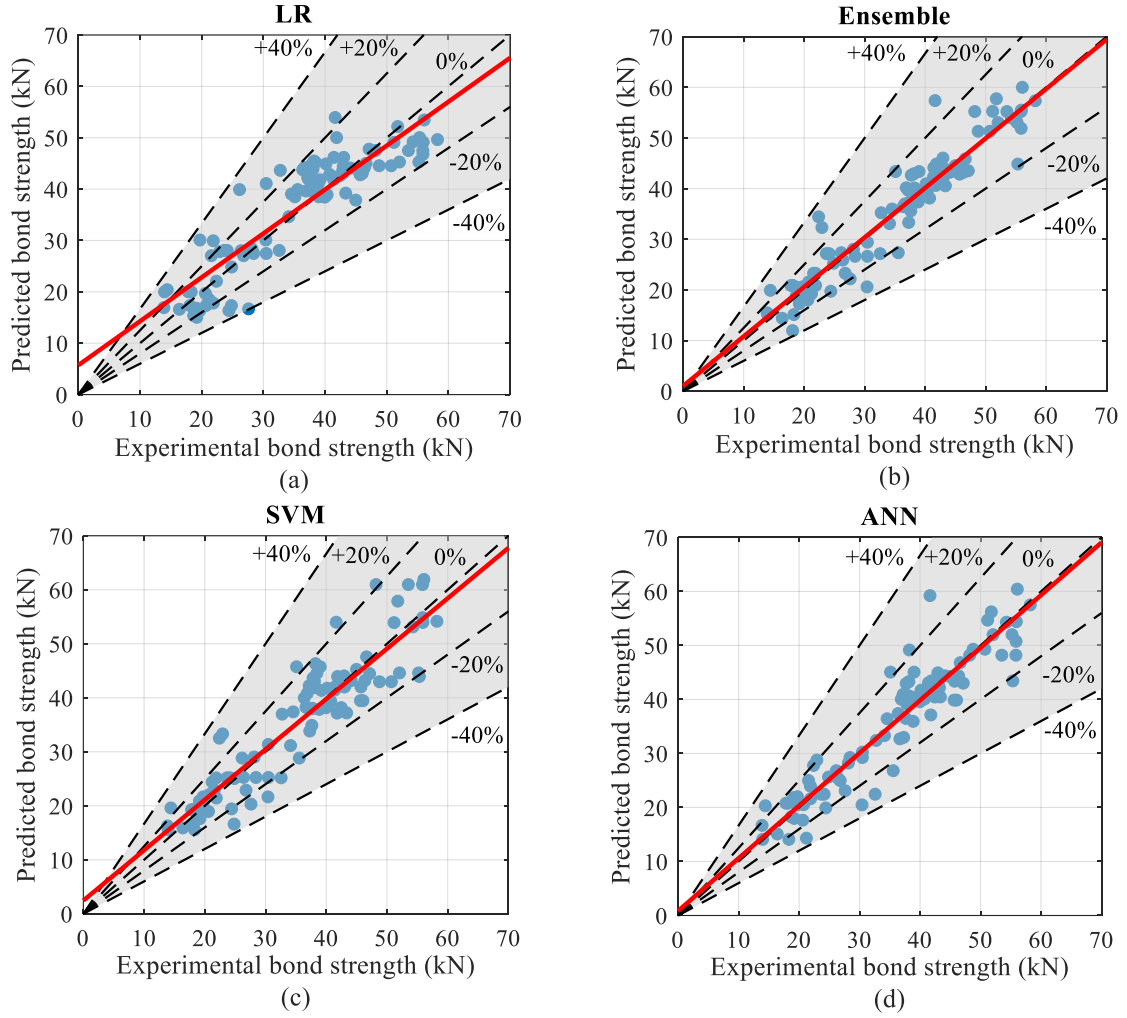 LR
70
60
50
40
30
20
10
0
0 10 20 30 40 50 60 70
+40% +20% 0%
-20%
-40%
Predicted bond strength (kN)
Experimental bond strength (kN)
(a)
Ensemble
70
60
50
40
30
20
10
0
0 10 20 30 40 50 60 70
+40% +20% 0%
-20%
-40%
Predicted bond strength (kN)
Experimental bond strength (kN)
(b)
SVM
70
60
50
40
30
20
10
0
0 10 20 30 40 50 60 70
+40% +20% 0%
-20%
-40%
Predicted bond strength (kN)
Experimental bond strength (kN)
(c)
ANN
70
60
50
40
30
20
10
0
0 10 20 30 40 50 60 70
+40% +20% 0%
-20%
-40%
Predicted bond strength (kN)
Experimental bond strength (kN)
(d)